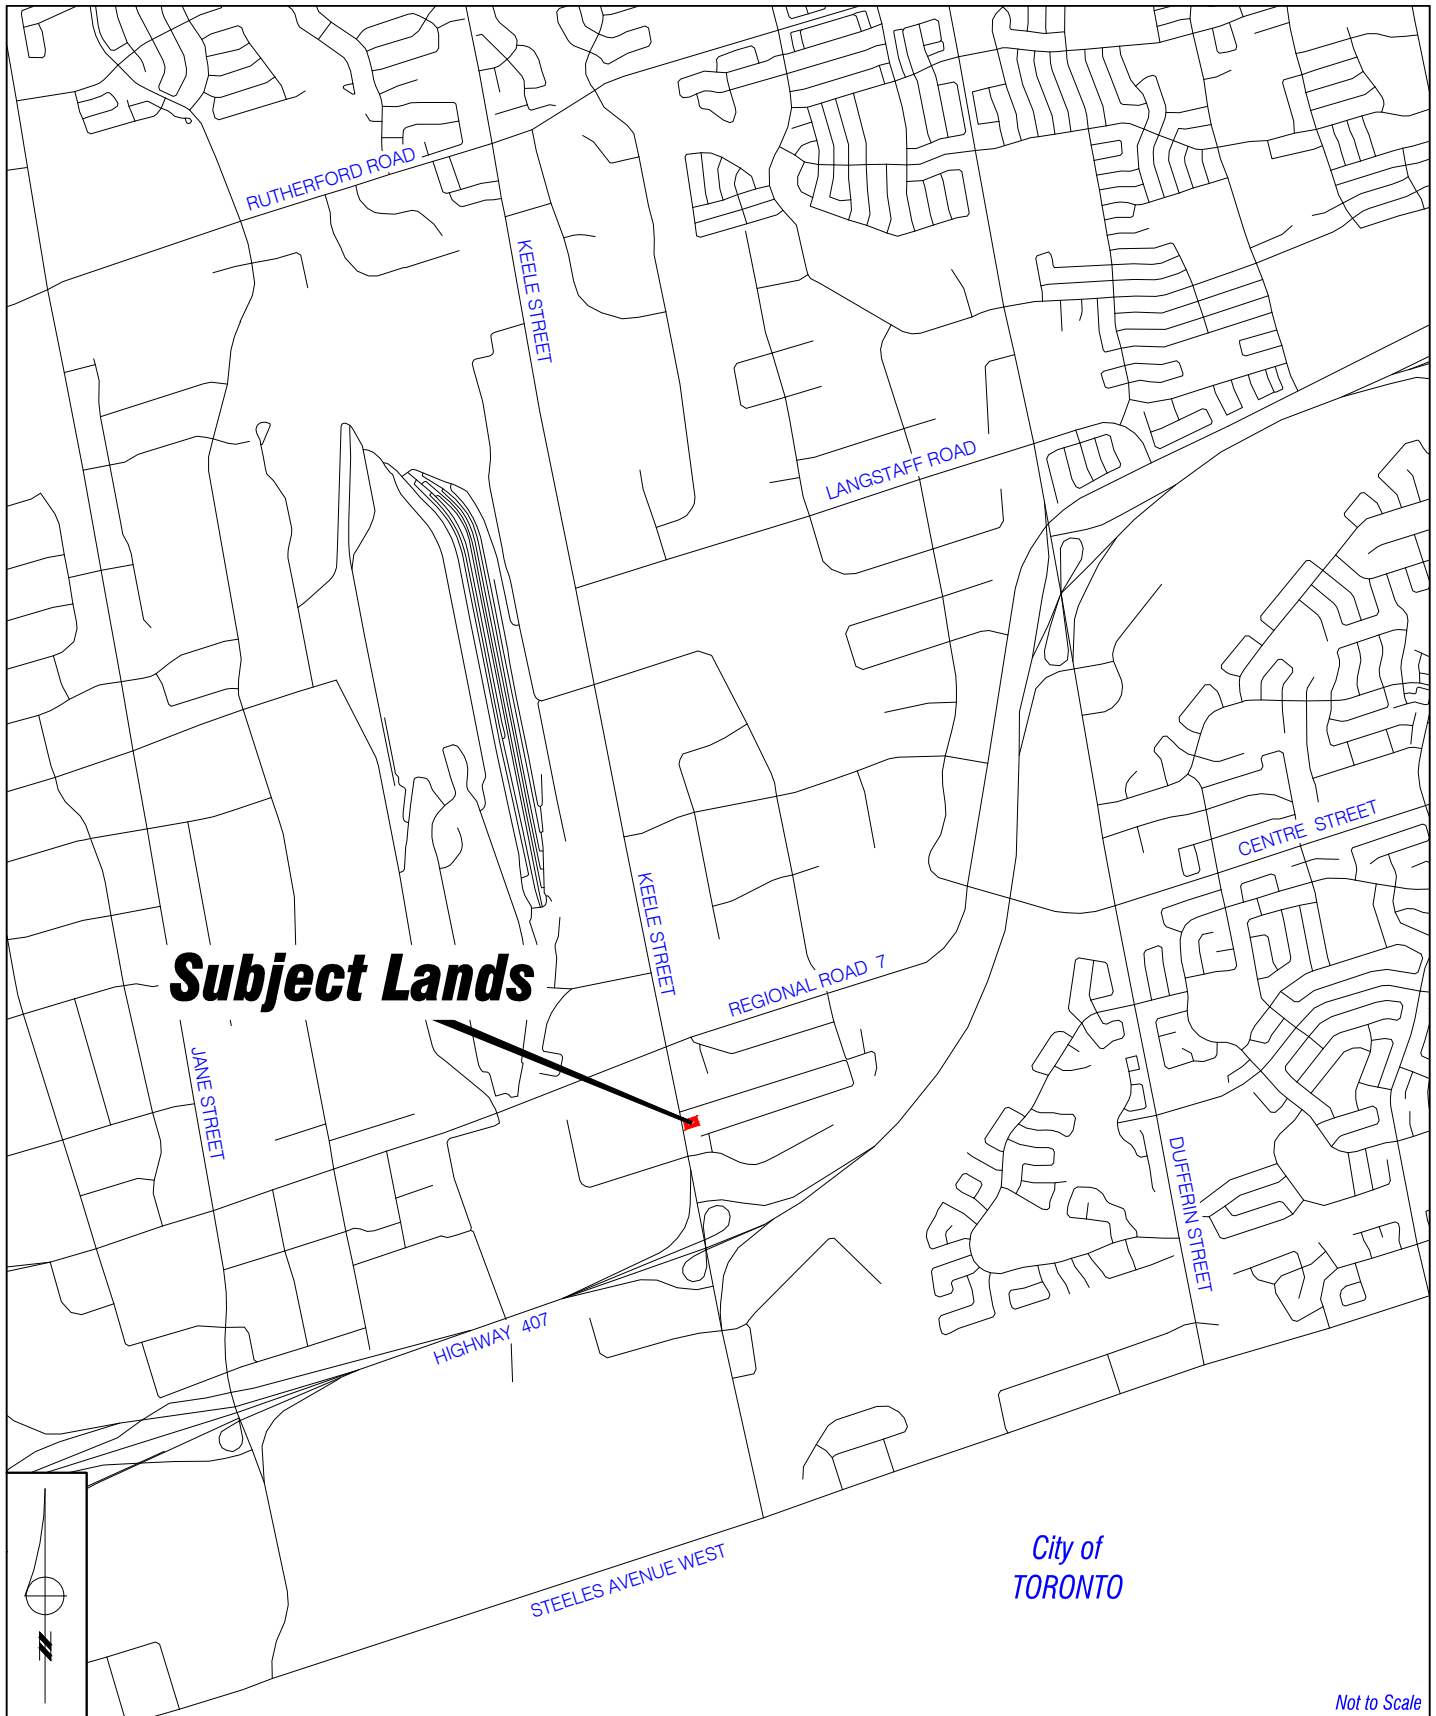 RUTHERFORD ROAD
KEELE STREET
LANGSTAFF ROAD
CENTRE STREET
KEELE STREET
Subject Lands
REGIONAL ROAD 7
JANE STREET
DUFFERIN STREET
HIGHWAY 407
City of
TORONTO
STEELES AVENUE WEST
N
Not to Scale